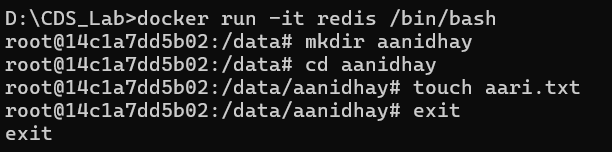 D:\CDS_Lab>docker run -it redis /bin/bash
root@14c1a7dd5b02:/data# mkdir aanidhay
root@14c1a7dd5b02:/data# cd aanidhay
root@14c1a7dd5b02:/data/aanidhay# touch aari.txt
root@14c1a7dd5b02:/data/aanidhay# exit
exit